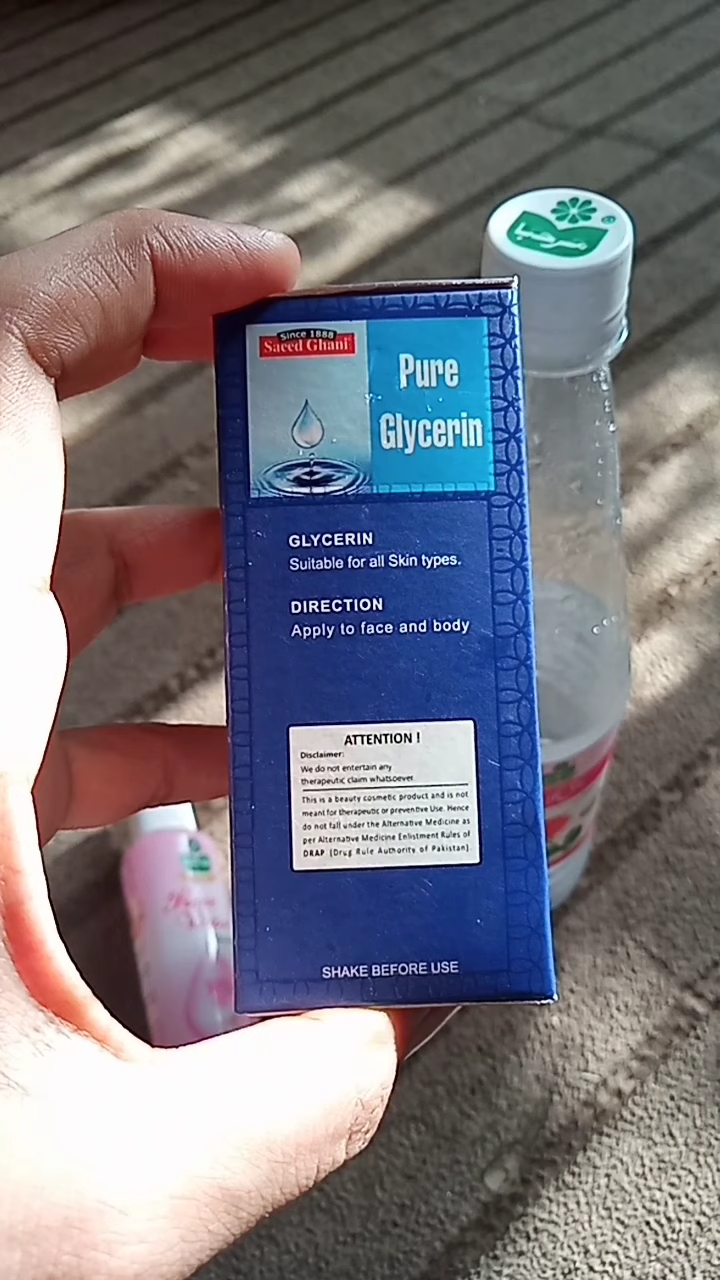 Since 1888
Saeed Ghani
Pure
Glycerin
GLYCERIN
Suitable for all Skin types.
DIRECTION
Apply to face and body
ATTENTION !
Disclaimer:
We do not entertain any
therapeutic claim whatsoever.
This is a beauty cosmetic product and is not
meant for therapeutic or preventive Use. Hence
do not fall under the Alternative Medicine as
per Alternative Medicine Enlistment Rules of
DRAP (Drug Rule Authority of Pakistan).
SHAKE BEFORE USE